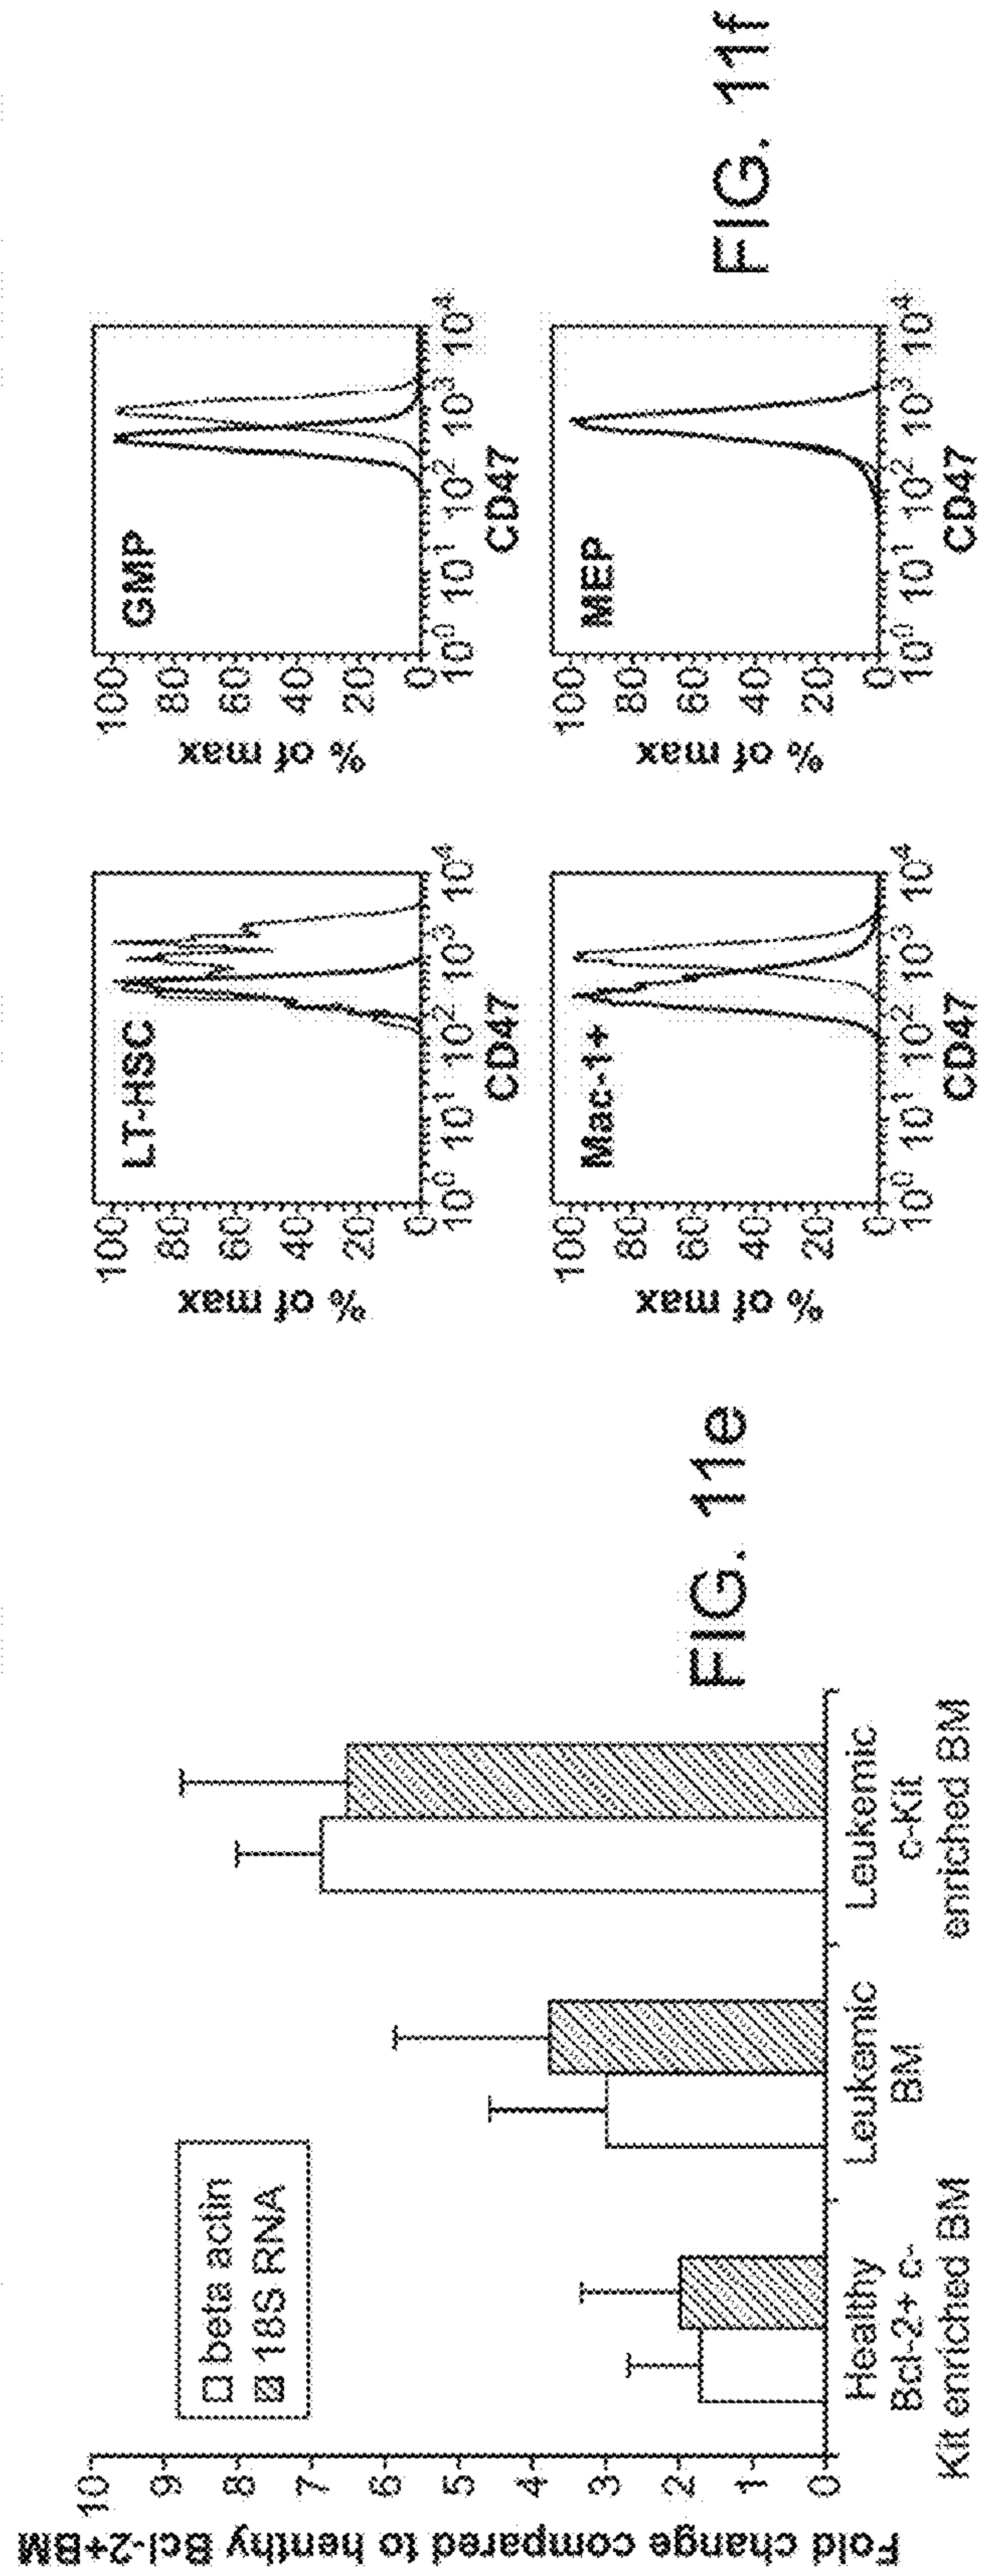 Fold change compared to henthy Bcl-2+BM
10
9
8
7
6
5
4
3
2
1
0
beta actin
18S RNA
Healthy
Bcl-2+ c-
Kit enriched BM
Leukemic
BM
Leukemic
c-Kit
enriched BM
FIG. 11e
LT-HSC
% of max
100
80
60
40
20
0
10⁰ 10¹ 10² 10³ 10⁴
CD47
GMP
% of max
100
80
60
40
20
0
10⁰ 10¹ 10² 10³ 10⁴
CD47
Mac-1+
% of max
100
80
60
40
20
0
10⁰ 10¹ 10² 10³ 10⁴
CD47
MEP
% of max
100
80
60
40
20
0
10⁰ 10¹ 10² 10³ 10⁴
CD47
FIG. 11f